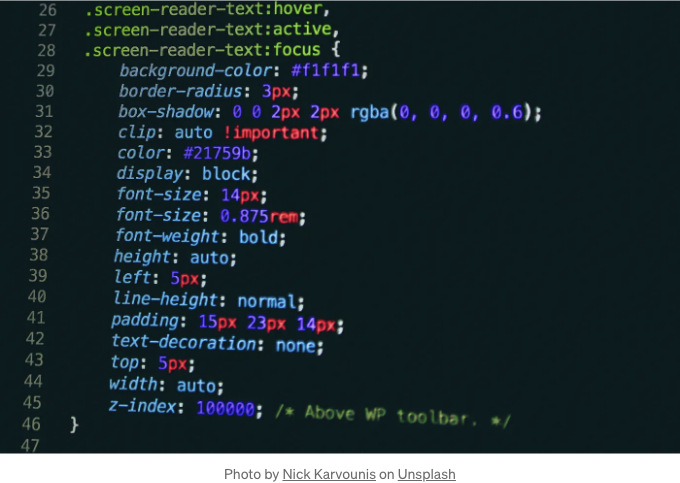 26 .screen-reader-text:hover,
27 .screen-reader-text:active,
28 .screen-reader-text:focus {
29 background-color: #f1f1f1;
30 border-radius: 3px;
31 box-shadow: 0 0 2px 2px rgba(0, 0, 0, 0.6);
32 clip: auto !important;
33 color: #21759b;
34 display: block;
35 font-size: 14px;
36 font-size: 0.875rem;
37 font-weight: bold;
38 height: auto;
39 left: 5px;
40 line-height: normal;
41 padding: 15px 23px 14px;
42 text-decoration: none;
43 top: 5px;
44 width: auto;
45 z-index: 100000; /* Above WP toolbar. */
46 }
47
Photo by Nick Karvounis on Unsplash